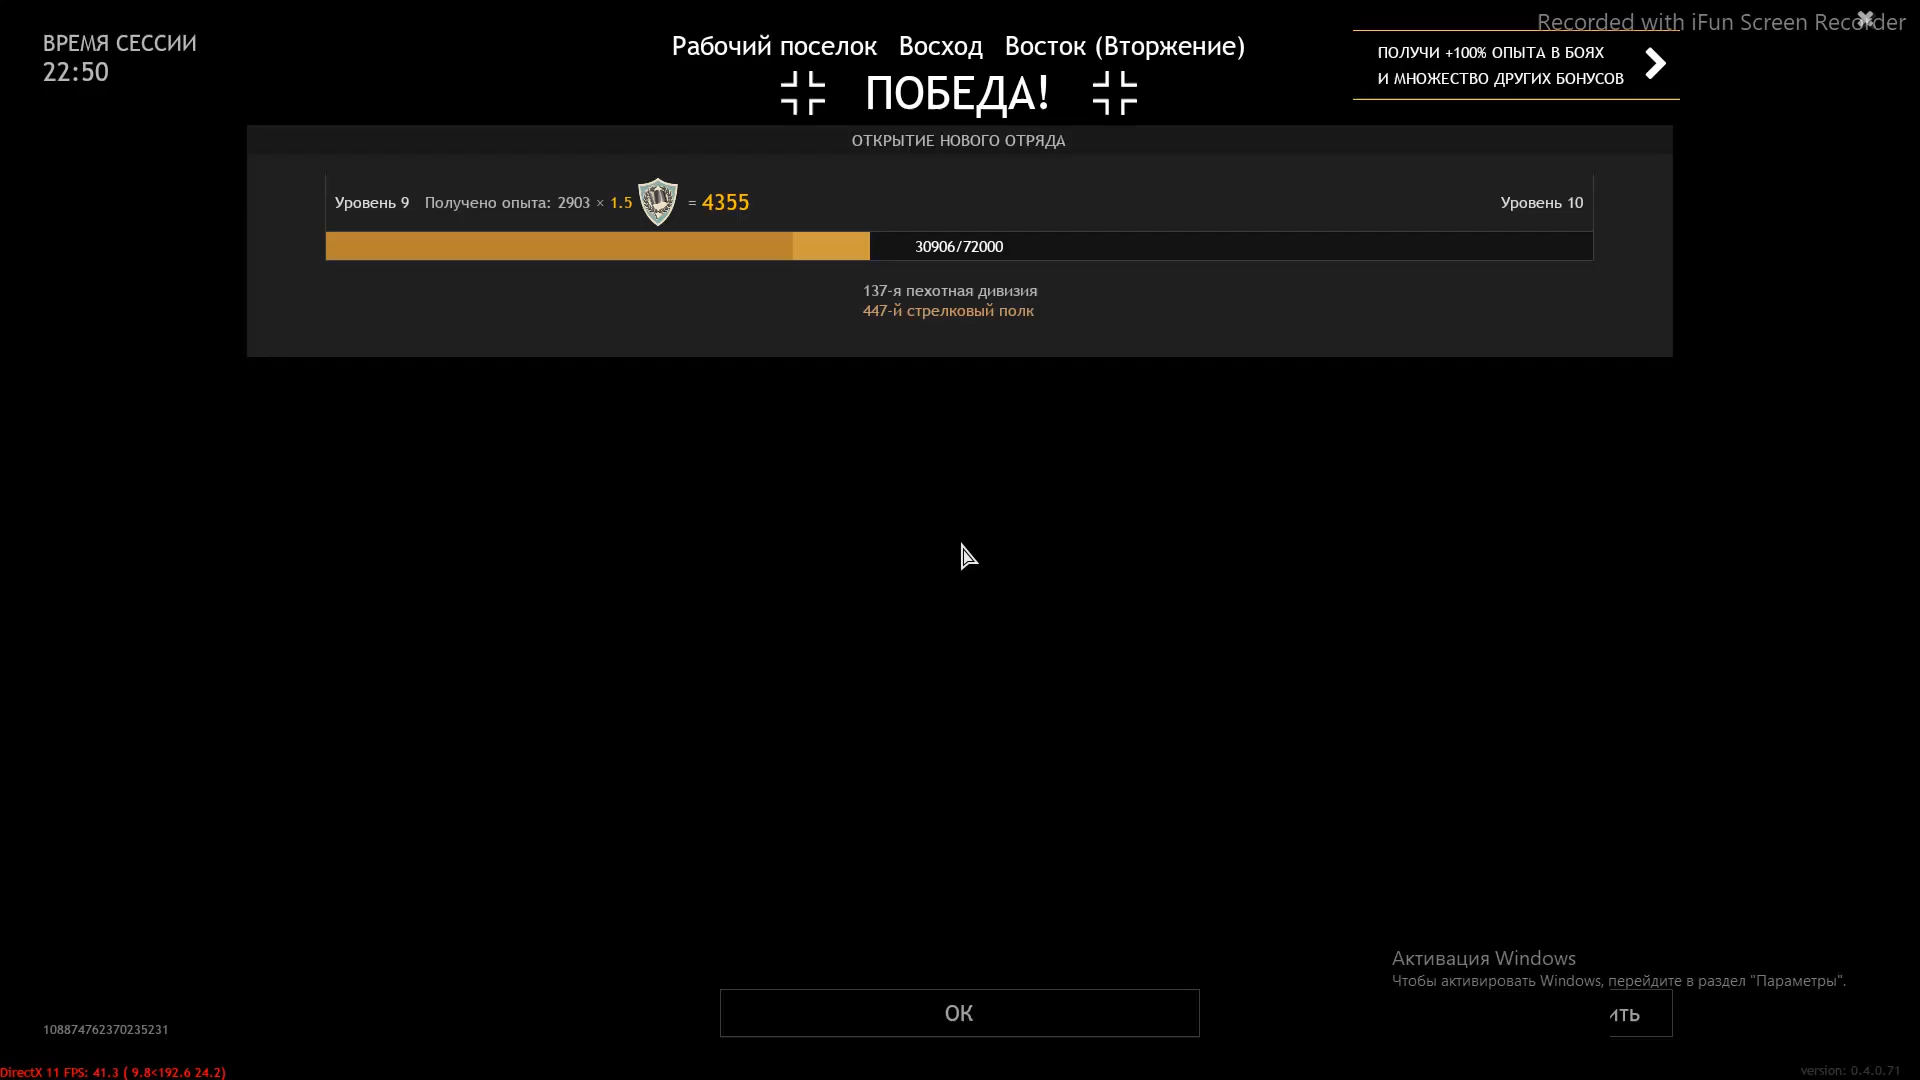 Recorded with iFun Screen Recorder
ВРЕМЯ СЕССИИ
22:50
Рабочий поселок Восход Восток (Вторжение)
ПОБЕДА!
ПОЛУЧИ +100% ОПЫТА В БОЯХ
И МНОЖЕСТВО ДРУГИХ БОНУСОВ
ОТКРЫТИЕ НОВОГО ОТРЯДА
Уровень 9 Получено опыта: 2903 × 1.5 = 4355
Уровень 10
30906/72000
137-я пехотная дивизия
447-й стрелковый полк
Активация Windows
Чтобы активировать Windows, перейдите в раздел "Параметры".
ОК
ить
108874762370235231
DirectX 11 FPS: 41.3 ( 9.8<192.6 24.2)
version: 0.4.0.71